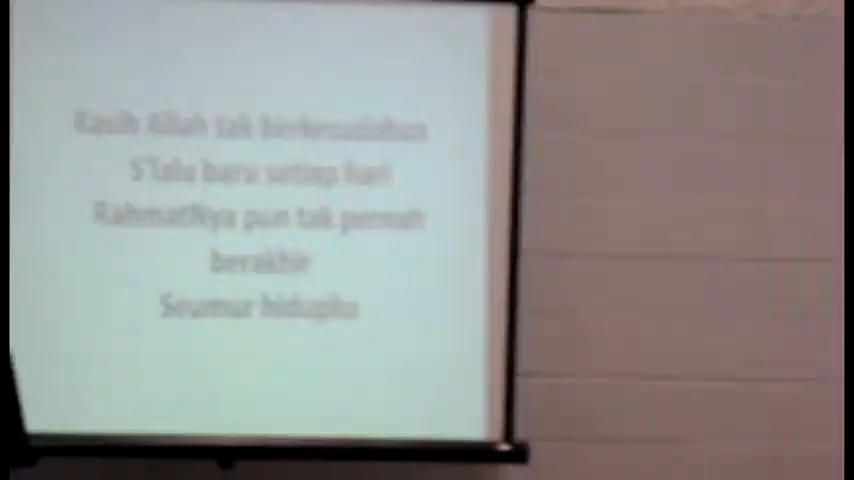 Kasih Allah tak berkesudahan
S'lalu baru setiap hari
RahmatNya pun tak pernah
berakhir
Seumur hidupku